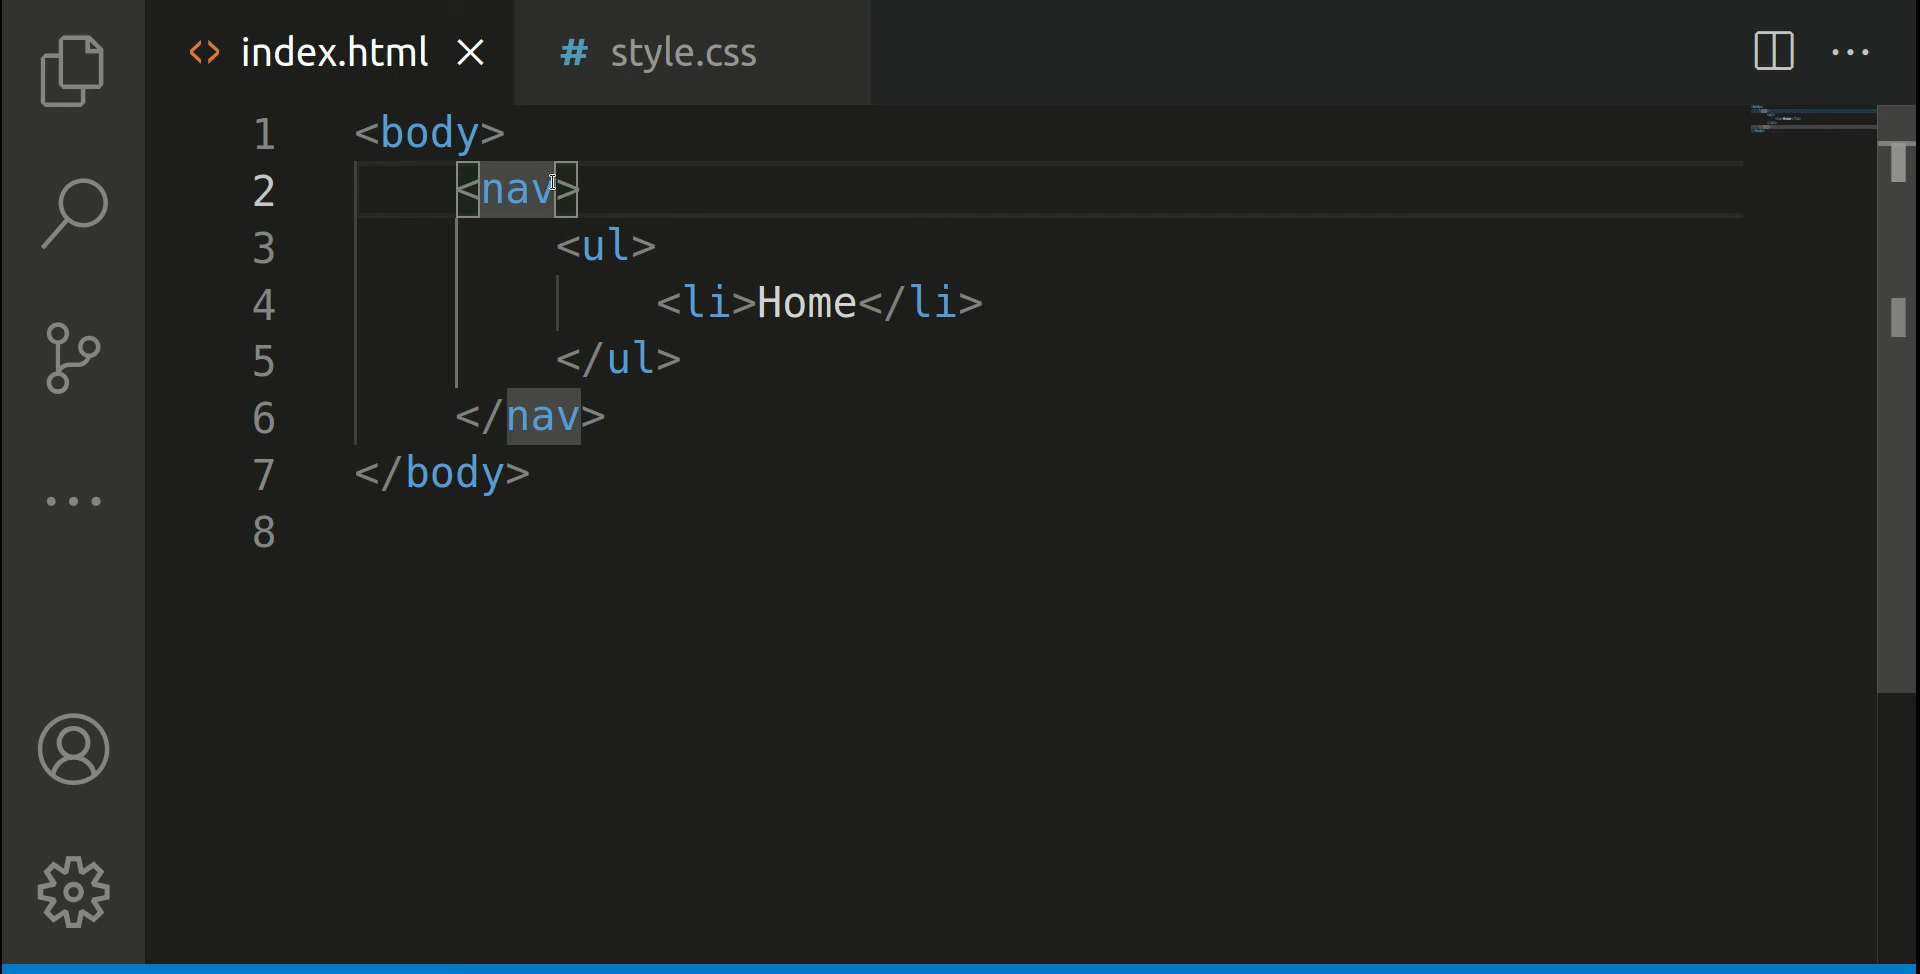 <> index.html × # style.css
1 <body>
2     <nav>
3         <ul>
4             <li>Home</li>
5         </ul>
6     </nav>
7 </body>
8